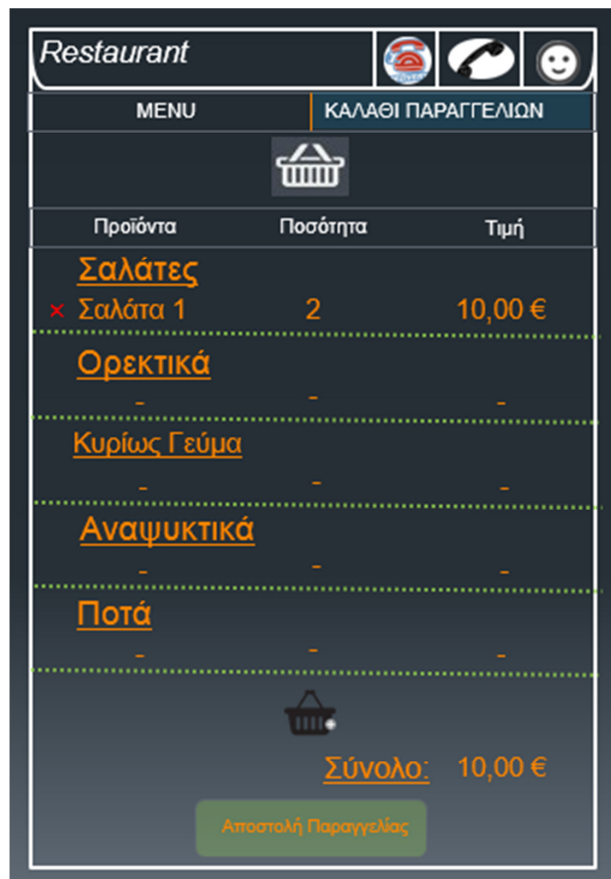 Restaurant
MENU ΚΑΛΑΘΙ ΠΑΡΑΓΓΕΛΙΩΝ
Προϊόντα Ποσότητα Τιμή
Σαλάτες
× Σαλάτα 1 2 10,00 €
Ορεκτικά
- - -
Κυρίως Γεύμα
- - -
Αναψυκτικά
- - -
Ποτά
- - -
Σύνολο: 10,00 €
Αποστολή Παραγγελίας